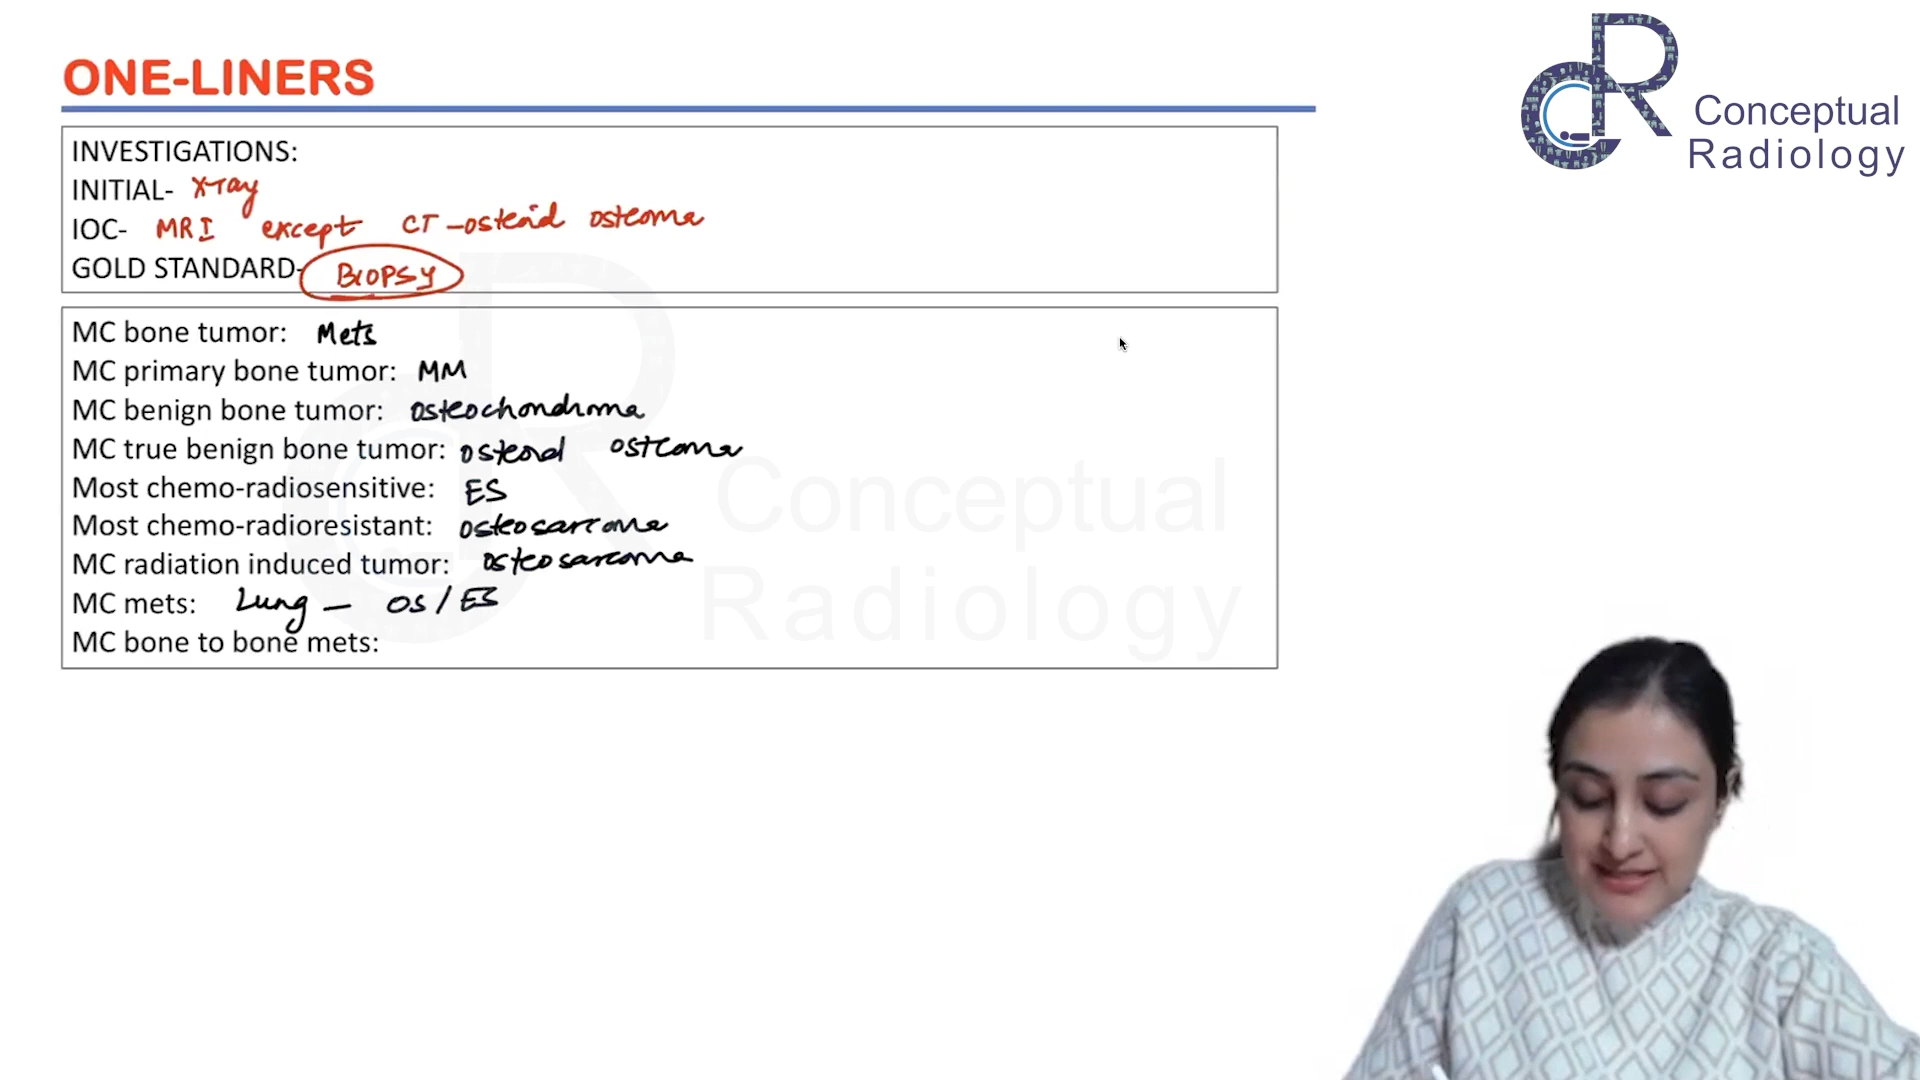 ONE-LINERS
Conceptual
Radiology
INVESTIGATIONS:
INITIAL- X-ray
IOC- MRI except CT - osteoid osteoma
GOLD STANDARD- BIOPSY
MC bone tumor: Mets
MC primary bone tumor: MM
MC benign bone tumor: osteochondroma
MC true benign bone tumor: osteoid osteoma
Most chemo-radiosensitive: ES
Most chemo-radioresistant: osteosarcoma
MC radiation induced tumor: osteosarcoma
MC mets: Lung - OS/ES
MC bone to bone mets:
Conceptual
Radiology